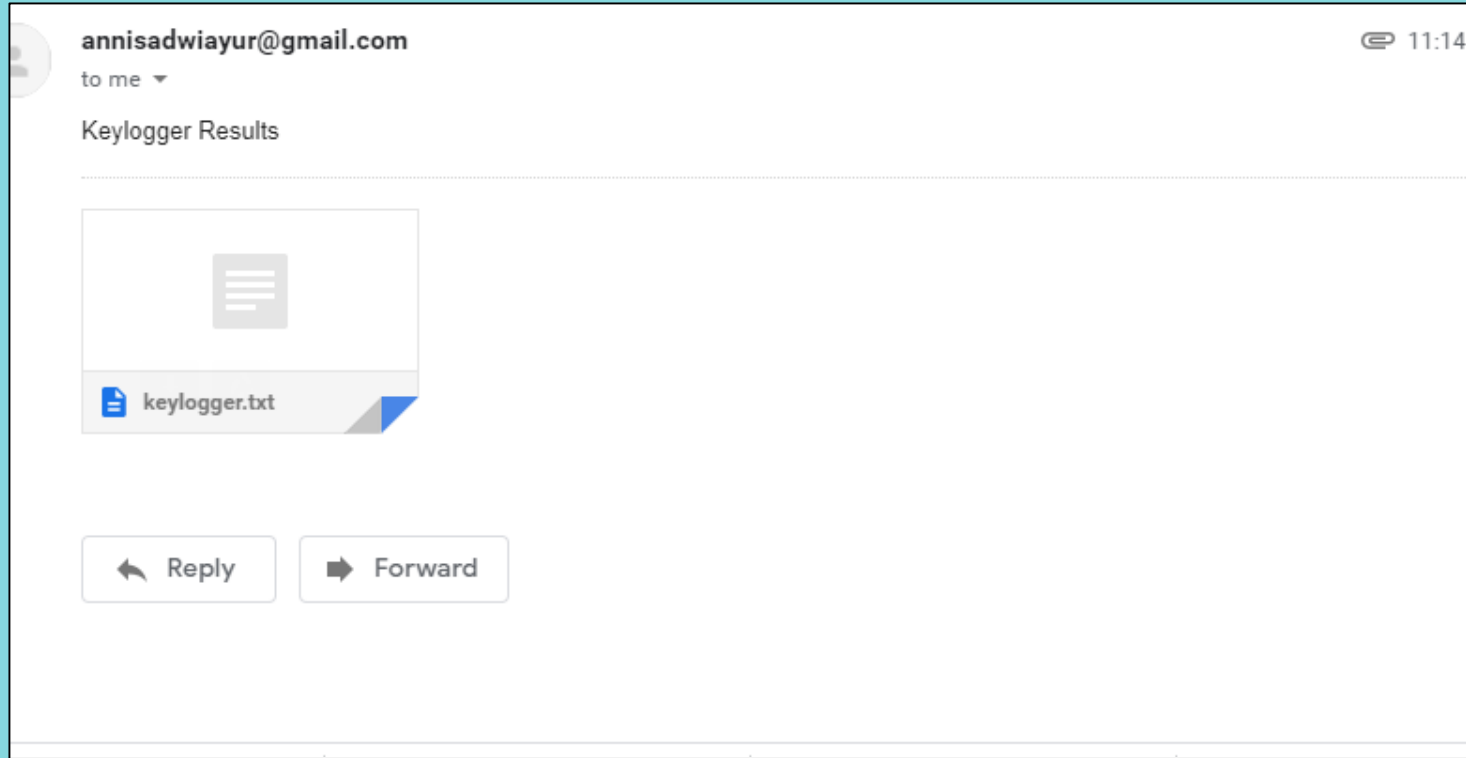 annisadwiayur@gmail.com
11:14
to me
Keylogger Results
keylogger.txt
Reply
Forward